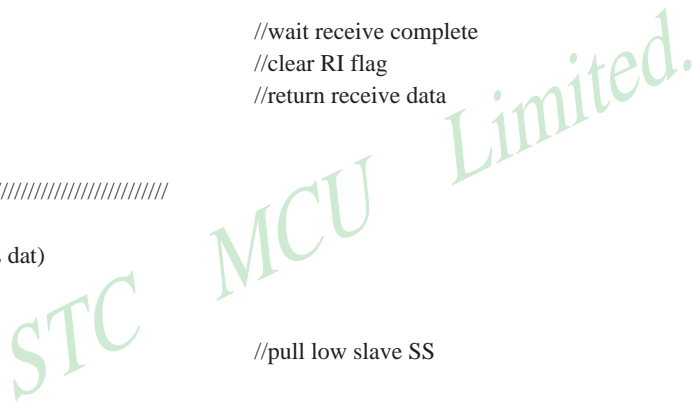 //wait receive complete
//clear RI flag
//return receive data
/////////////////////////
dat)
//pull low slave SS
STC MCU Limited.